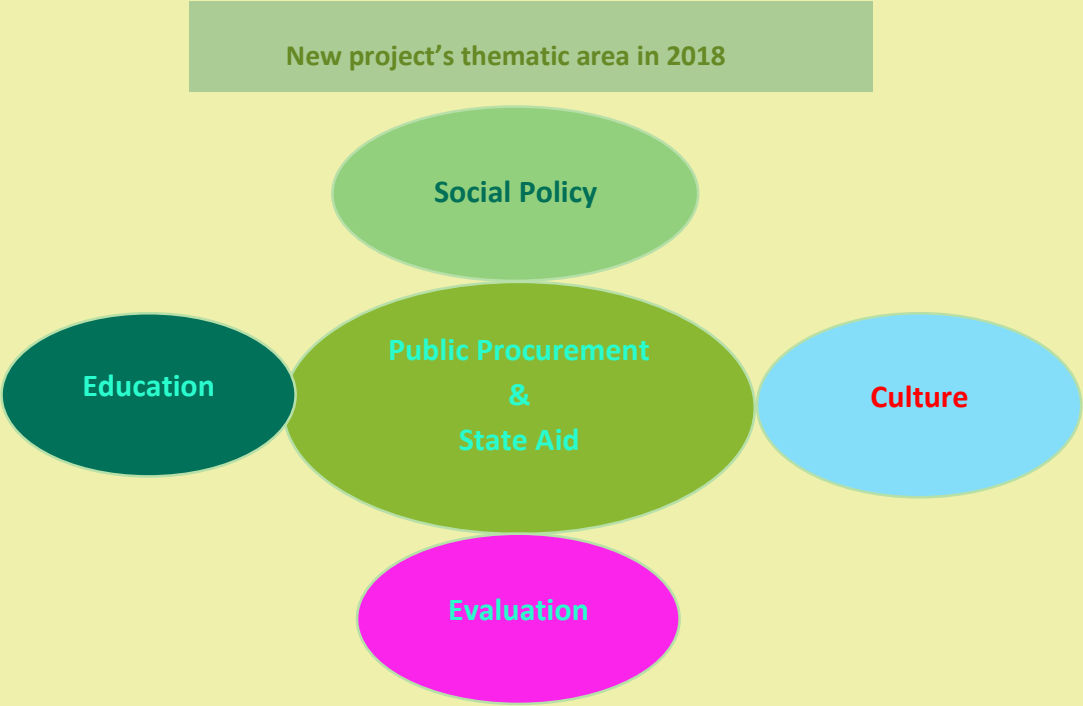 New project’s thematic area in 2018
Social Policy
Education
Public Procurement
&
State Aid
Culture
Evaluation